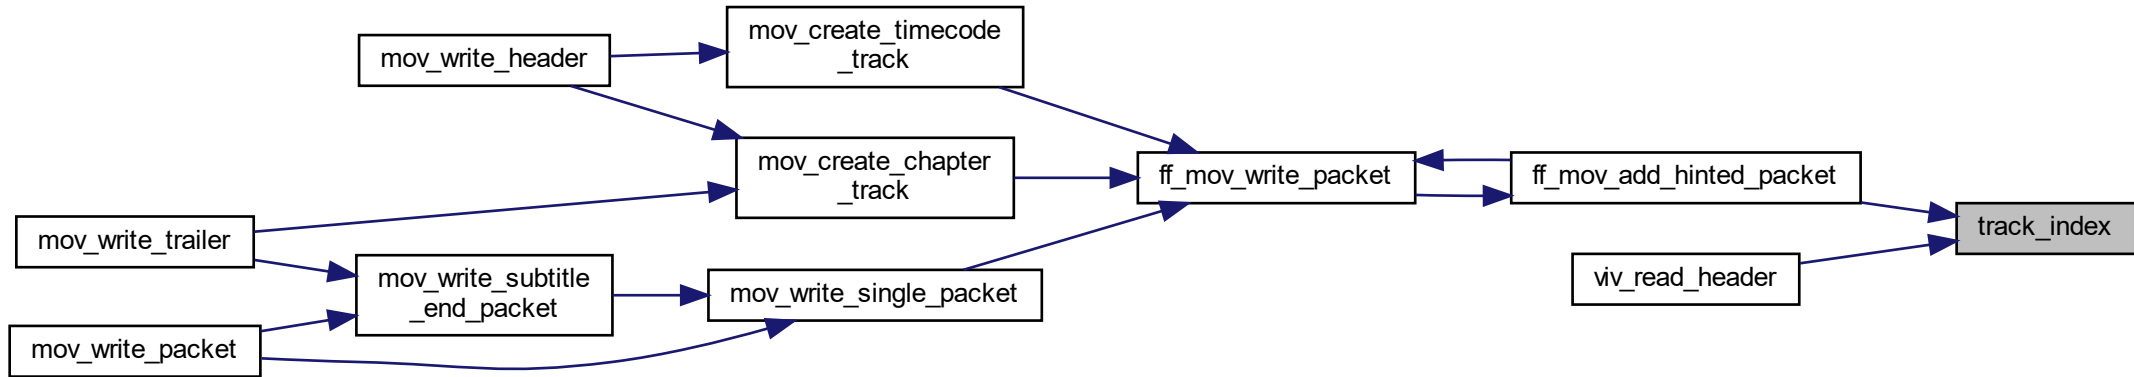 mov_create_timecode
_track
mov_write_header
mov_create_chapter
_track
ff_mov_write_packet
ff_mov_add_hinted_packet
track_index
mov_write_trailer
mov_write_subtitle
_end_packet
mov_write_single_packet
viv_read_header
mov_write_packet